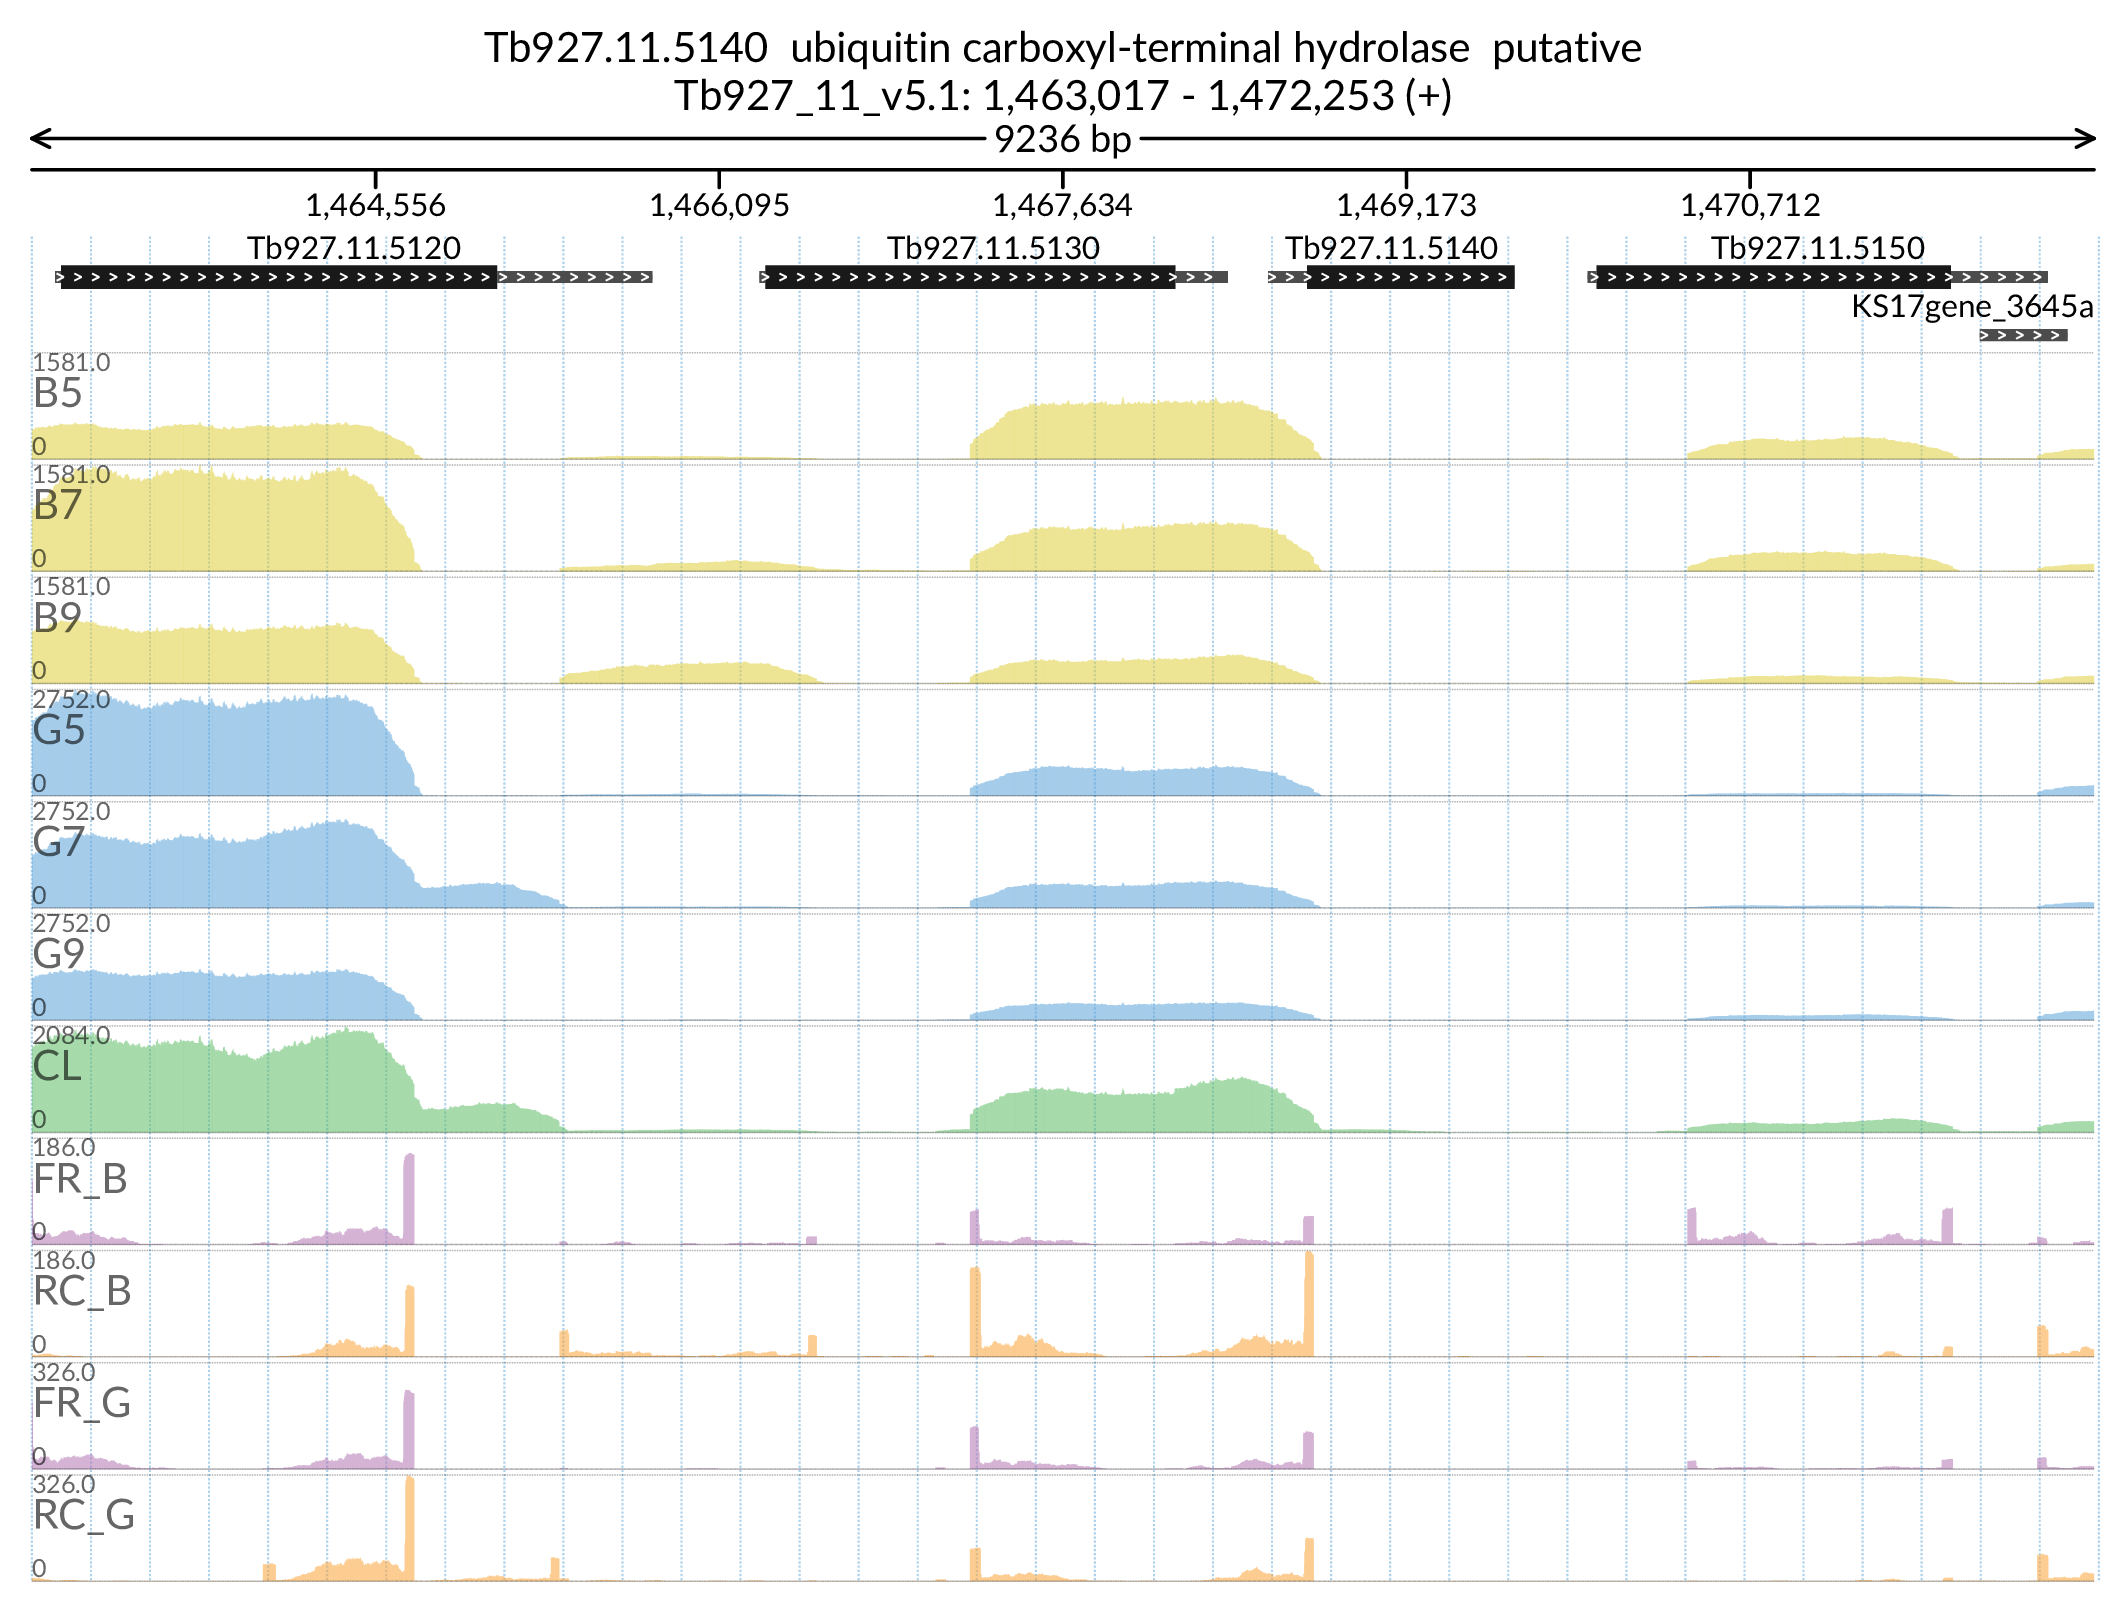 Tb927.11.5140  ubiquitin carboxyl-terminal hydrolase  putative
Tb927_11_v5.1: 1,463,017 - 1,472,253 (+)
9236 bp
1,464,556 1,466,095 1,467,634 1,469,173 1,470,712
Tb927.11.5120 Tb927.11.5130 Tb927.11.5140 Tb927.11.5150
KS17gene_3645a
1581.0
B5
0
1581.0
B7
0
1581.0
B9
0
2752.0
G5
0
2752.0
G7
0
2752.0
G9
0
2084.0
CL
0
186.0
FR_B
0
186.0
RC_B
0
326.0
FR_G
0
326.0
RC_G
0